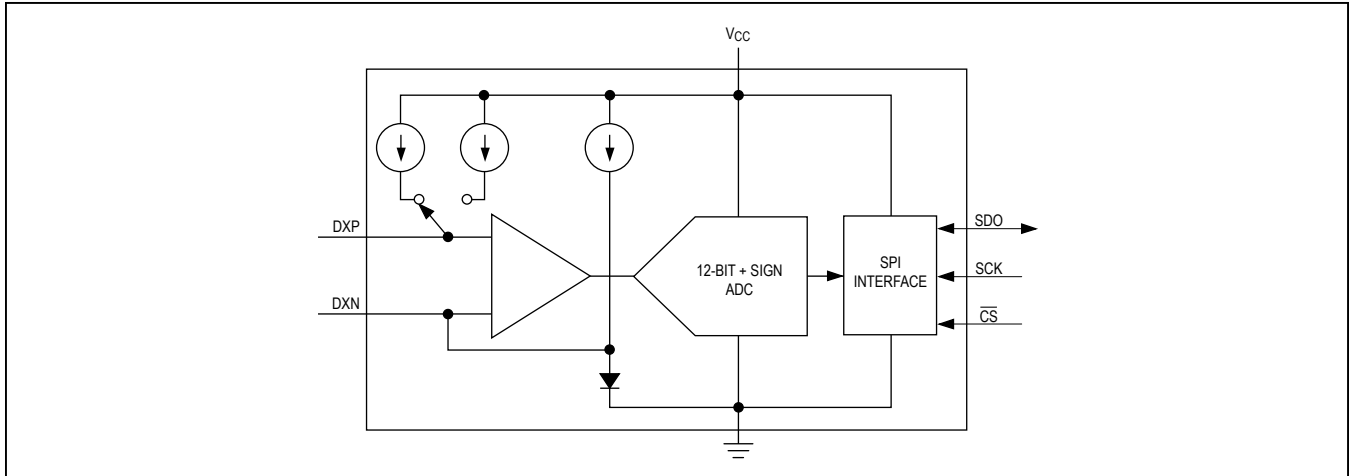 VCC
DXP
DXN
12-BIT + SIGN
ADC
SPI
INTERFACE
SDO
SCK
CS